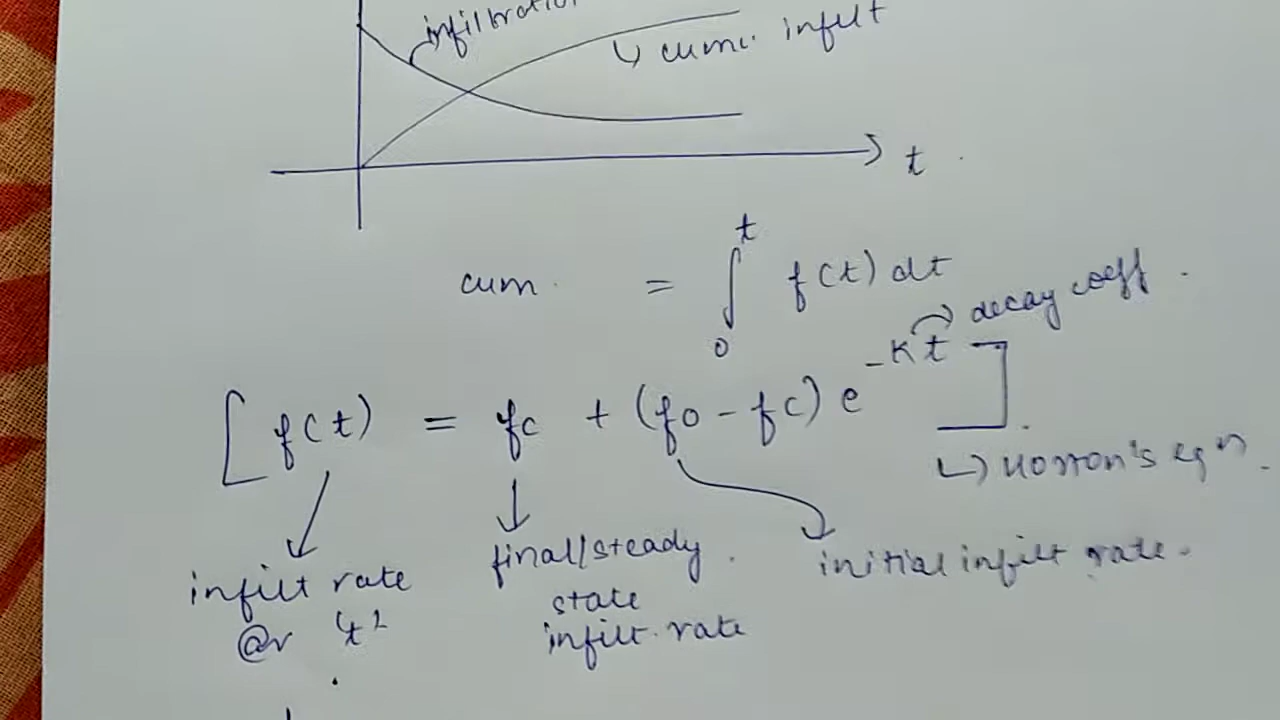 infiltration
↳ cum. infilt
t
cum. = ∫₀ᵗ f(t) dt
decay coeff.
[f(t) = fc + (fo - fc) e^-Kt]
↳ Horton's eqⁿ.
infilt rate
@r 't'
final/steady
state
infilt. rate
initial infilt rate.